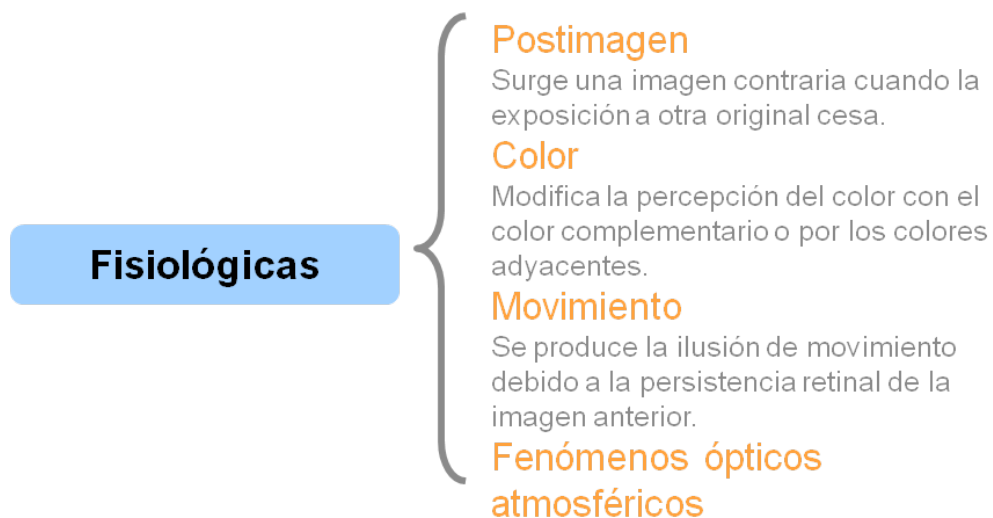 Fisiológicas
Postimagen
Surge una imagen contraria cuando la
exposición a otra original cesa.
Color
Modifica la percepción del color con el
color complementario o por los colores
adyacentes.
Movimiento
Se produce la ilusión de movimiento
debido a la persistencia retinal de la
imagen anterior.
Fenómenos ópticos
atmosféricos